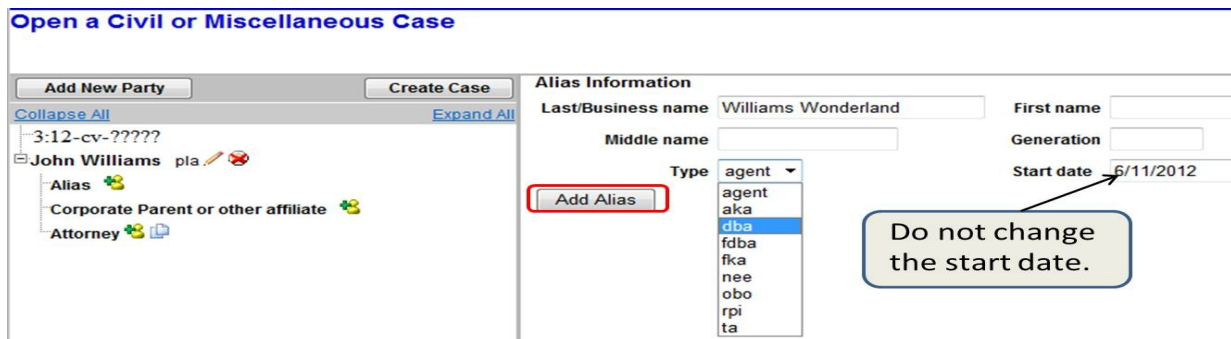 Open a Civil or Miscellaneous Case
Add New Party Create Case
Collapse All Expand All
3:12-cv-?????
John Williams pla
Alias
Corporate Parent or other affiliate
Attorney
Alias Information
Last/Business name Williams Wonderland First name
Middle name Generation
Type agent Start date 6/11/2012
Add Alias
agent
aka
dba
fdba
fka
nee
obo
rpi
ta
Do not change
the start date.